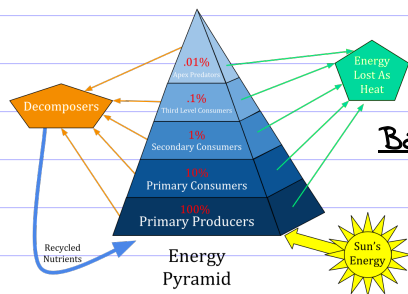 .01%
Apex Predators
.1%
Third Level Consumers
1%
Secondary Consumers
10%
Primary Consumers
100%
Primary Producers
Decomposers
Energy
Lost As
Heat
Recycled
Nutrients
Energy
Pyramid
Sun's
Energy